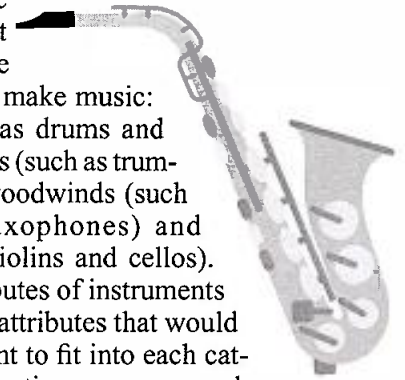 t
e
make music:
as drums and
s (such as trum-
oodwinds (such
xophones) and
iolins and cellos).
utes of instruments
attributes that would
nt to fit into each cat-